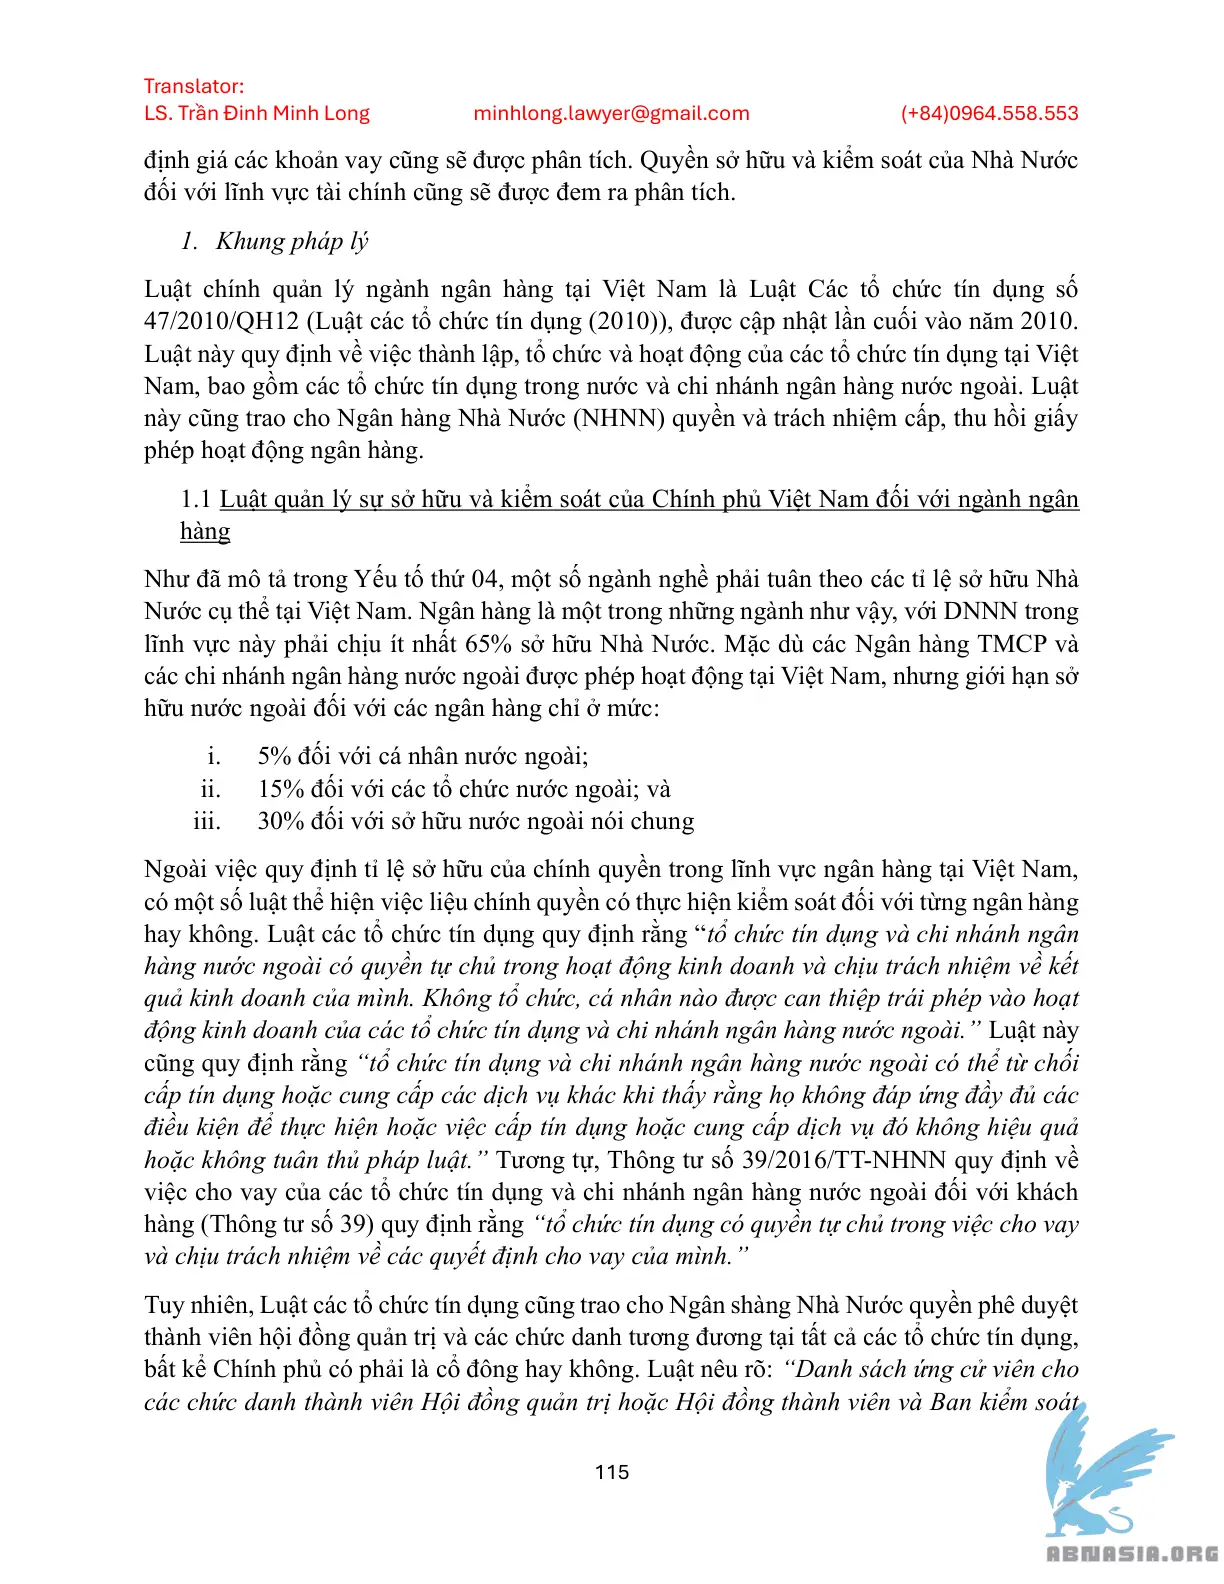 Translator:
LS. Trần Đinh Minh Long minhlong.lawyer@gmail.com (+84)0964.558.553
định giá các khoản vay cũng sẽ được phân tích. Quyền sở hữu và kiểm soát của Nhà Nước
đối với lĩnh vực tài chính cũng sẽ được đem ra phân tích.
1. Khung pháp lý
Luật chính quản lý ngành ngân hàng tại Việt Nam là Luật Các tổ chức tín dụng số
47/2010/QH12 (Luật các tổ chức tín dụng (2010)), được cập nhật lần cuối vào năm 2010.
Luật này quy định về việc thành lập, tổ chức và hoạt động của các tổ chức tín dụng tại Việt
Nam, bao gồm các tổ chức tín dụng trong nước và chi nhánh ngân hàng nước ngoài. Luật
này cũng trao cho Ngân hàng Nhà Nước (NHNN) quyền và trách nhiệm cấp, thu hồi giấy
phép hoạt động ngân hàng.
1.1 Luật quản lý sự sở hữu và kiểm soát của Chính phủ Việt Nam đối với ngành ngân
hàng
Như đã mô tả trong Yếu tố thứ 04, một số ngành nghề phải tuân theo các tỉ lệ sở hữu Nhà
Nước cụ thể tại Việt Nam. Ngân hàng là một trong những ngành như vậy, với DNNN trong
lĩnh vực này phải chịu ít nhất 65% sở hữu Nhà Nước. Mặc dù các Ngân hàng TMCP và
các chi nhánh ngân hàng nước ngoài được phép hoạt động tại Việt Nam, nhưng giới hạn sở
hữu nước ngoài đối với các ngân hàng chỉ ở mức:
i. 5% đối với cá nhân nước ngoài;
ii. 15% đối với các tổ chức nước ngoài; và
iii. 30% đối với sở hữu nước ngoài nói chung
Ngoài việc quy định tỉ lệ sở hữu của chính quyền trong lĩnh vực ngân hàng tại Việt Nam,
có một số luật thể hiện việc liệu chính quyền có thực hiện kiểm soát đối với từng ngân hàng
hay không. Luật các tổ chức tín dụng quy định rằng “tổ chức tín dụng và chi nhánh ngân
hàng nước ngoài có quyền tự chủ trong hoạt động kinh doanh và chịu trách nhiệm về kết
quả kinh doanh của mình. Không tổ chức, cá nhân nào được can thiệp trái phép vào hoạt
động kinh doanh của các tổ chức tín dụng và chi nhánh ngân hàng nước ngoài.” Luật này
cũng quy định rằng “tổ chức tín dụng và chi nhánh ngân hàng nước ngoài có thể từ chối
cấp tín dụng hoặc cung cấp các dịch vụ khác khi thấy rằng họ không đáp ứng đầy đủ các
điều kiện để thực hiện hoặc việc cấp tín dụng hoặc cung cấp dịch vụ đó không hiệu quả
hoặc không tuân thủ pháp luật.” Tương tự, Thông tư số 39/2016/TT-NHNN quy định về
việc cho vay của các tổ chức tín dụng và chi nhánh ngân hàng nước ngoài đối với khách
hàng (Thông tư số 39) quy định rằng “tổ chức tín dụng có quyền tự chủ trong việc cho vay
và chịu trách nhiệm về các quyết định cho vay của mình.”
Tuy nhiên, Luật các tổ chức tín dụng cũng trao cho Ngân shàng Nhà Nước quyền phê duyệt
thành viên hội đồng quản trị và các chức danh tương đương tại tất cả các tổ chức tín dụng,
bất kể Chính phủ có phải là cổ đông hay không. Luật nêu rõ: “Danh sách ứng cử viên cho
các chức danh thành viên Hội đồng quản trị hoặc Hội đồng thành viên và Ban kiểm soát
115
ABNASIA.ORG